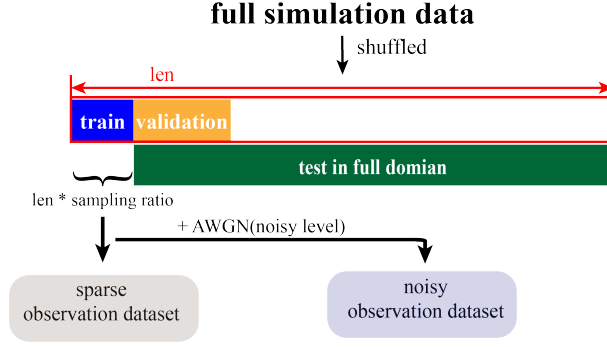 full simulation data
shuffled
len
train validation
test in full domian
len * sampling ratio
+ AWGN(noisy level)
sparse
observation dataset
noisy
observation dataset